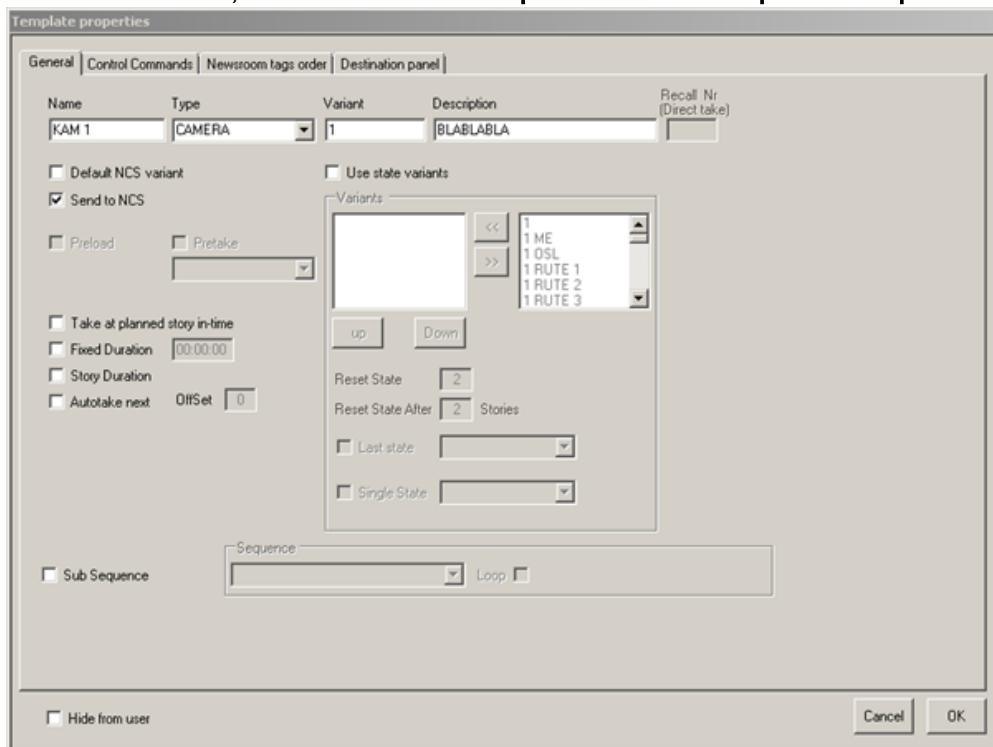 Template properties
General Control Commands Newsroom tags order Destination panel
Name Type Variant Description Recall Nr (Direct take)
KAM 1 CAMERA 1 BLABLABLA
Default NCS variant Use state variants
Send to NCS Variants
Preload Pretake
<< >>
1
1 ME
1 OSL
1 RUTE 1
1 RUTE 2
1 RUTE 3
up Down
Take at planned story in-time
Fixed Duration 00:00:00
Story Duration
Autotake next OffSet 0
Reset State 2
Reset State After 2 Stories
Last state
Single State
Sequence
Sub Sequence Loop
Hide from user Cancel OK